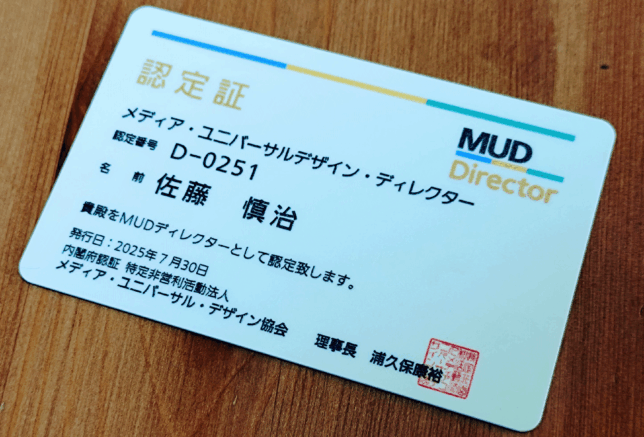 認定証
MUD
Director
メディア・ユニバーサルデザイン・ディレクター
認定番号 D-0251
名 前 佐藤 慎治
貴殿をMUDディレクターとして認定致します。
発行日：2025年7月30日
内閣府認証 特定非営利活動法人
メディア・ユニバーサル・デザイン協会 理事長 浦久保康裕